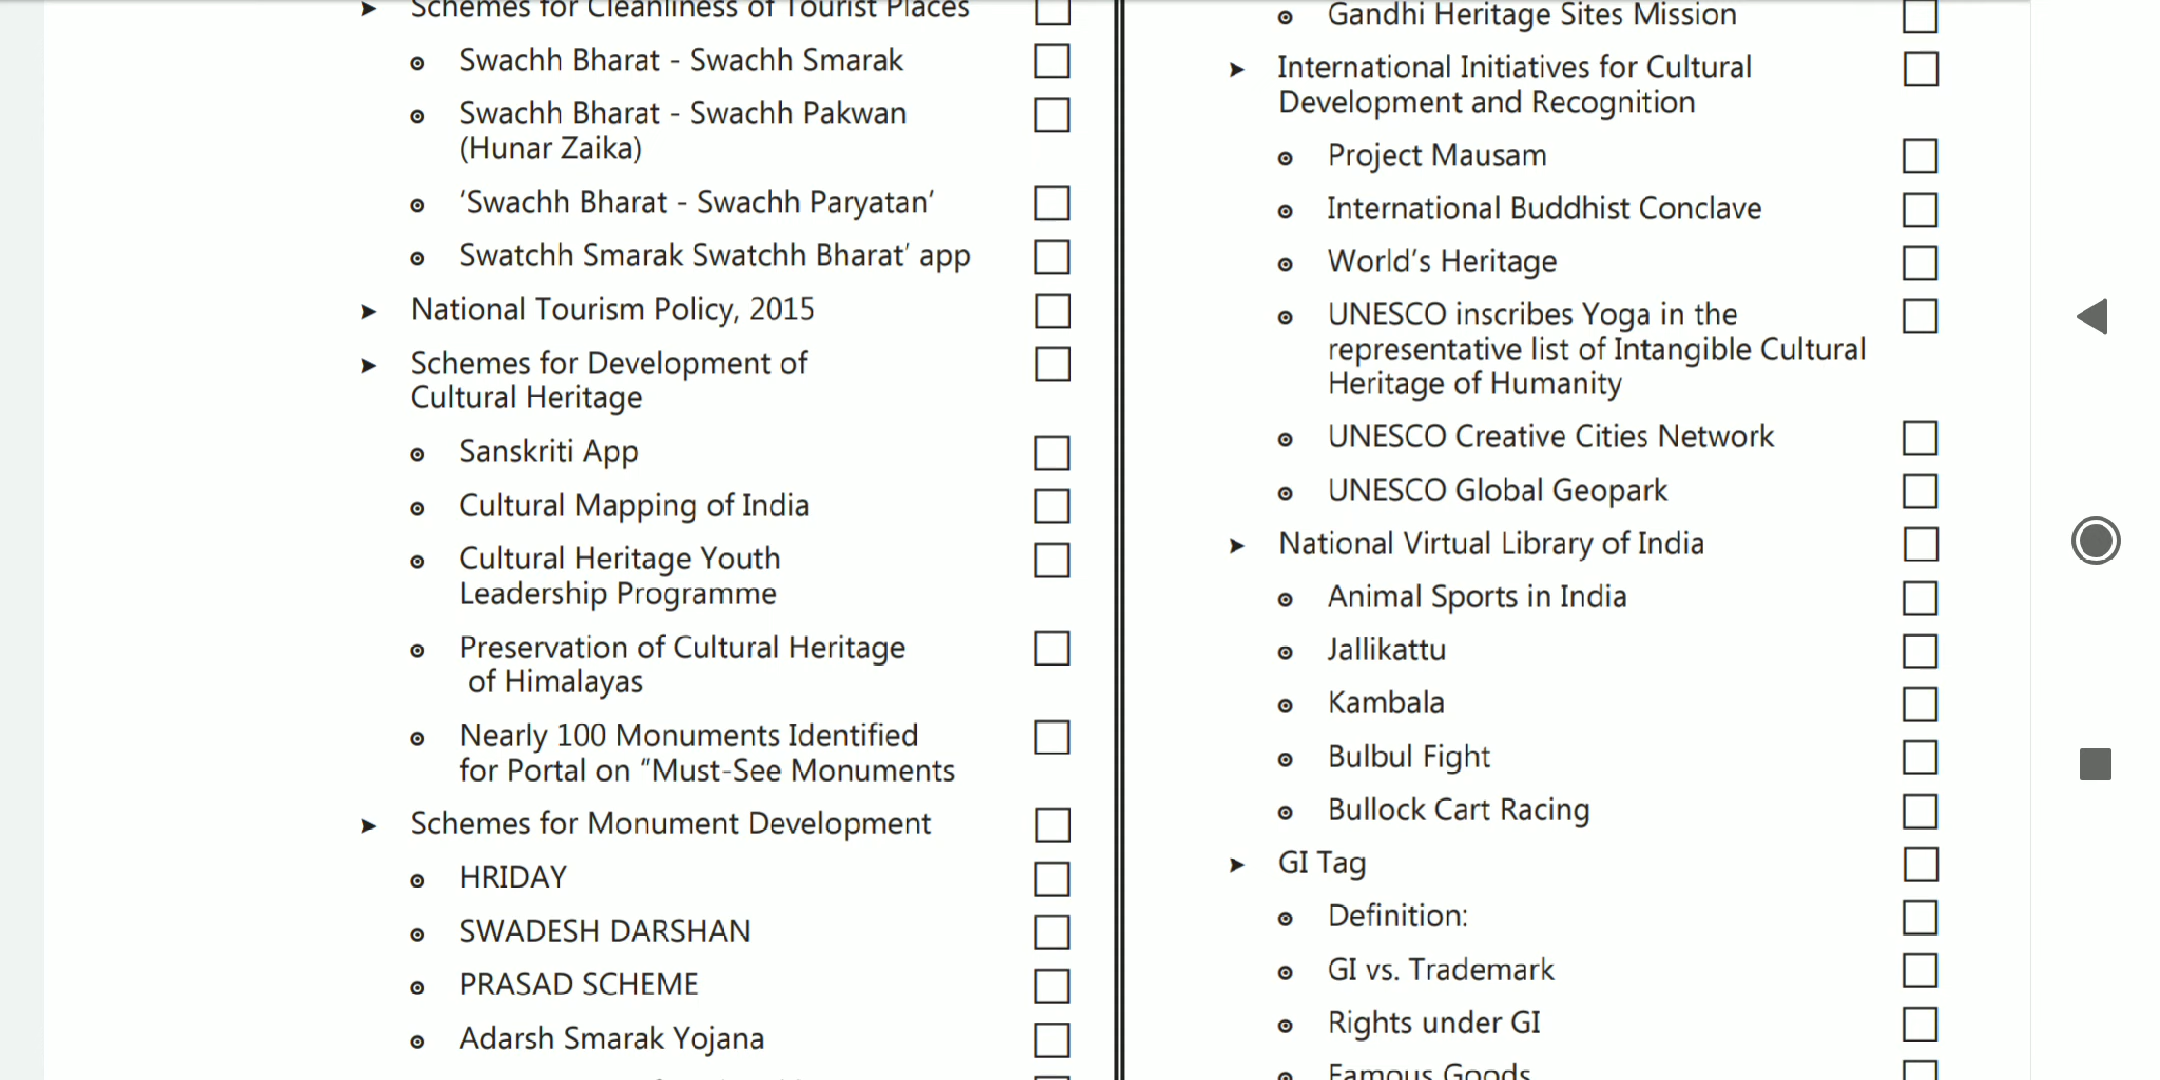 Schemes for Cleanliness of Tourist Places
Swachh Bharat - Swachh Smarak
Swachh Bharat - Swachh Pakwan
(Hunar Zaika)
‘Swachh Bharat - Swachh Paryatan’
Swatchh Smarak Swatchh Bharat’ app
National Tourism Policy, 2015
Schemes for Development of
Cultural Heritage
Sanskriti App
Cultural Mapping of India
Cultural Heritage Youth
Leadership Programme
Preservation of Cultural Heritage
of Himalayas
Nearly 100 Monuments Identified
for Portal on “Must-See Monuments
Schemes for Monument Development
HRIDAY
SWADESH DARSHAN
PRASAD SCHEME
Adarsh Smarak Yojana
Gandhi Heritage Sites Mission
International Initiatives for Cultural
Development and Recognition
Project Mausam
International Buddhist Conclave
World’s Heritage
UNESCO inscribes Yoga in the
representative list of Intangible Cultural
Heritage of Humanity
UNESCO Creative Cities Network
UNESCO Global Geopark
National Virtual Library of India
Animal Sports in India
Jallikattu
Kambala
Bulbul Fight
Bullock Cart Racing
GI Tag
Definition:
GI vs. Trademark
Rights under GI
Famous Goods